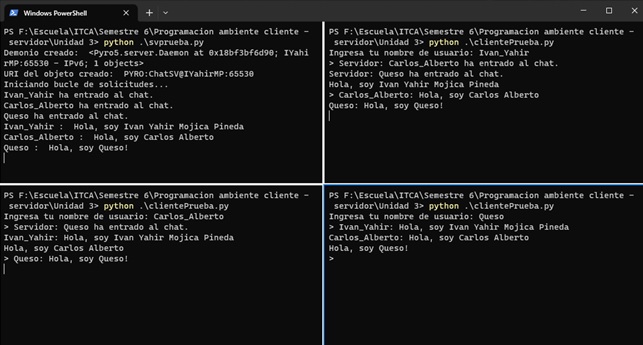 Windows PowerShell
PS F:\Escuela\ITCA\Semestre 6\Programacion ambiente cliente -
servidor\Unidad 3> python .\svprueba.py
Demonio creado:  <Pyro5.server.Daemon at 0x18bf3bf6d90; IYahi
rMP:65530 - IPv6; 1 objects>
URI del objeto creado:  PYRO:ChatSV@IYahirMP:65530
Iniciando bucle de solicitudes...
Ivan_Yahir ha entrado al chat.
Carlos_Alberto ha entrado al chat.
Queso ha entrado al chat.
Ivan_Yahir :  Hola, soy Ivan Yahir Mojica Pineda
Carlos_Alberto :  Hola, soy Carlos Alberto
Queso :  Hola, soy Queso!
PS F:\Escuela\ITCA\Semestre 6\Programacion ambiente cliente -
servidor\Unidad 3> python .\clientePrueba.py
Ingresa tu nombre de usuario: Ivan_Yahir
> Servidor: Carlos_Alberto ha entrado al chat.
Servidor: Queso ha entrado al chat.
Hola, soy Ivan Yahir Mojica Pineda
> Carlos_Alberto: Hola, soy Carlos Alberto
Queso: Hola, soy Queso!
PS F:\Escuela\ITCA\Semestre 6\Programacion ambiente cliente -
servidor\Unidad 3> python .\clientePrueba.py
Ingresa tu nombre de usuario: Carlos_Alberto
> Servidor: Queso ha entrado al chat.
Ivan_Yahir: Hola, soy Ivan Yahir Mojica Pineda
Hola, soy Carlos Alberto
> Queso: Hola, soy Queso!
PS F:\Escuela\ITCA\Semestre 6\Programacion ambiente cliente -
servidor\Unidad 3> python .\clientePrueba.py
Ingresa tu nombre de usuario: Queso
> Ivan_Yahir: Hola, soy Ivan Yahir Mojica Pineda
Carlos_Alberto: Hola, soy Carlos Alberto
Hola, soy Queso!
>